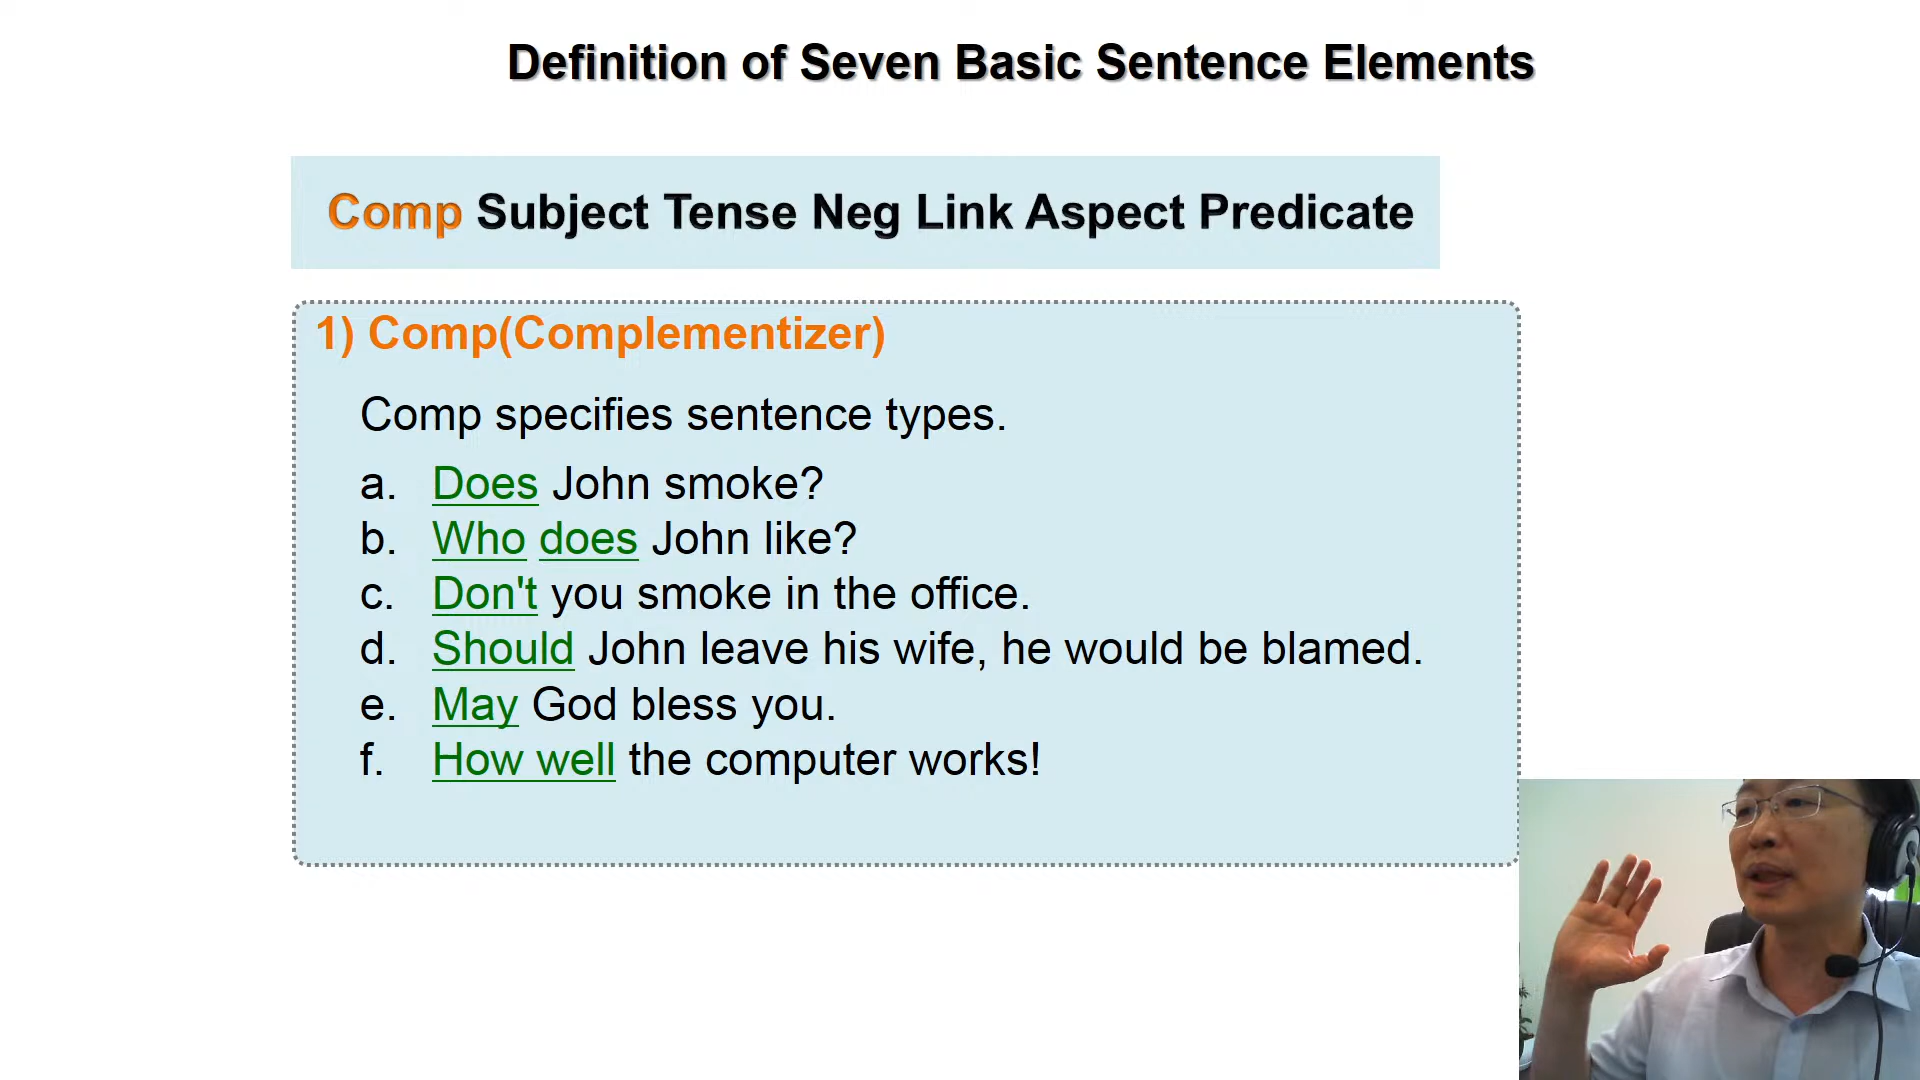 Definition of Seven Basic Sentence Elements
Comp Subject Tense Neg Link Aspect Predicate
1) Comp(Complementizer)
Comp specifies sentence types.
a. Does John smoke?
b. Who does John like?
c. Don't you smoke in the office.
d. Should John leave his wife, he would be blamed.
e. May God bless you.
f. How well the computer works!